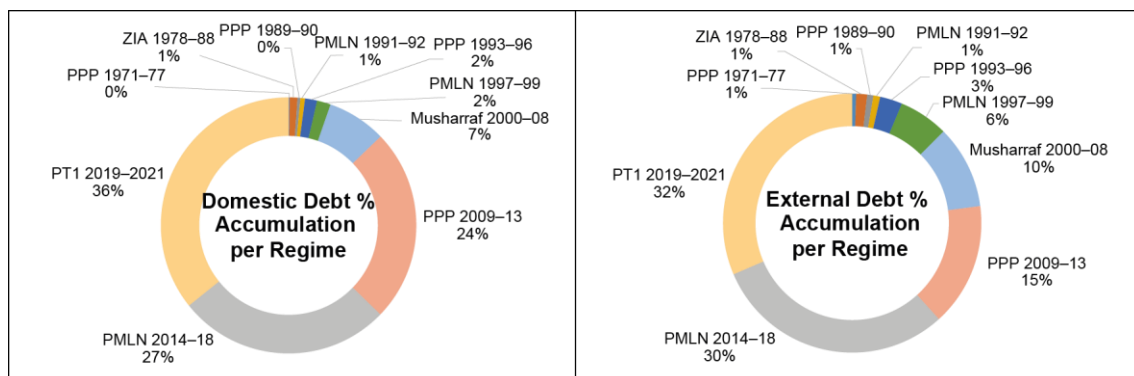 PPP 1989–90
0%
ZIA 1978–88
1%
PMLN 1991–92
1%
PPP 1993–96
2%
PPP 1971–77
0%
PMLN 1997–99
2%
Musharraf 2000–08
7%
PT1 2019–2021
36%
Domestic Debt %
Accumulation
per Regime
PPP 2009–13
24%
PMLN 2014–18
27%
ZIA 1978–88
1%
PPP 1989–90
1%
PMLN 1991–92
1%
PPP 1993–96
3%
PPP 1971–77
1%
PMLN 1997–99
6%
Musharraf 2000–08
10%
PT1 2019–2021
32%
External Debt %
Accumulation
per Regime
PPP 2009–13
15%
PMLN 2014–18
30%